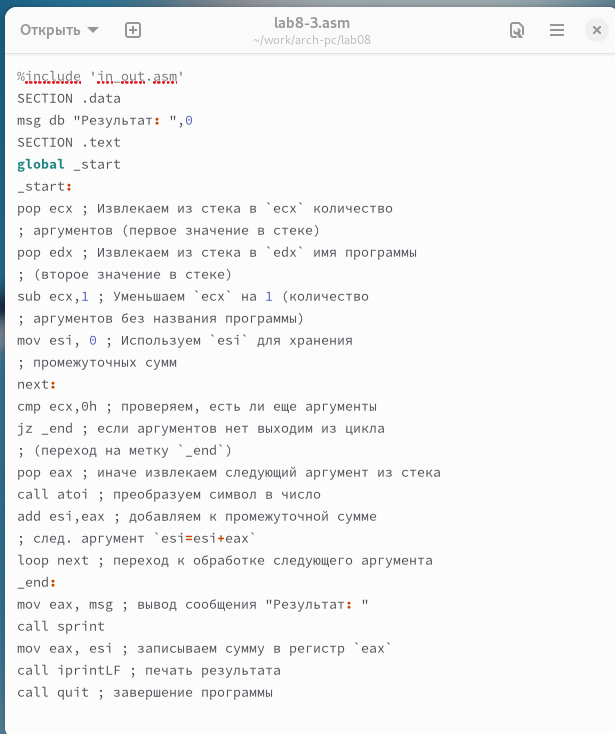 Открыть
lab8-3.asm
~/work/arch-pc/lab08
%include 'in_out.asm'
SECTION .data
msg db "Результат: ",0
SECTION .text
global _start
_start:
pop ecx ; Извлекаем из стека в `ecx` количество
; аргументов (первое значение в стеке)
pop edx ; Извлекаем из стека в `edx` имя программы
; (второе значение в стеке)
sub ecx,1 ; Уменьшаем `ecx` на 1 (количество
; аргументов без названия программы)
mov esi, 0 ; Используем `esi` для хранения
; промежуточных сумм
next:
cmp ecx,0h ; проверяем, есть ли еще аргументы
jz _end ; если аргументов нет выходим из цикла
; (переход на метку `_end`)
pop eax ; иначе извлекаем следующий аргумент из стека
call atoi ; преобразуем символ в число
add esi,eax ; добавляем к промежуточной сумме
; след. аргумент `esi=esi+eax`
loop next ; переход к обработке следующего аргумента
_end:
mov eax, msg ; вывод сообщения "Результат: "
call sprint
mov eax, esi ; записываем сумму в регистр `eax`
call iprintLF ; печать результата
call quit ; завершение программы